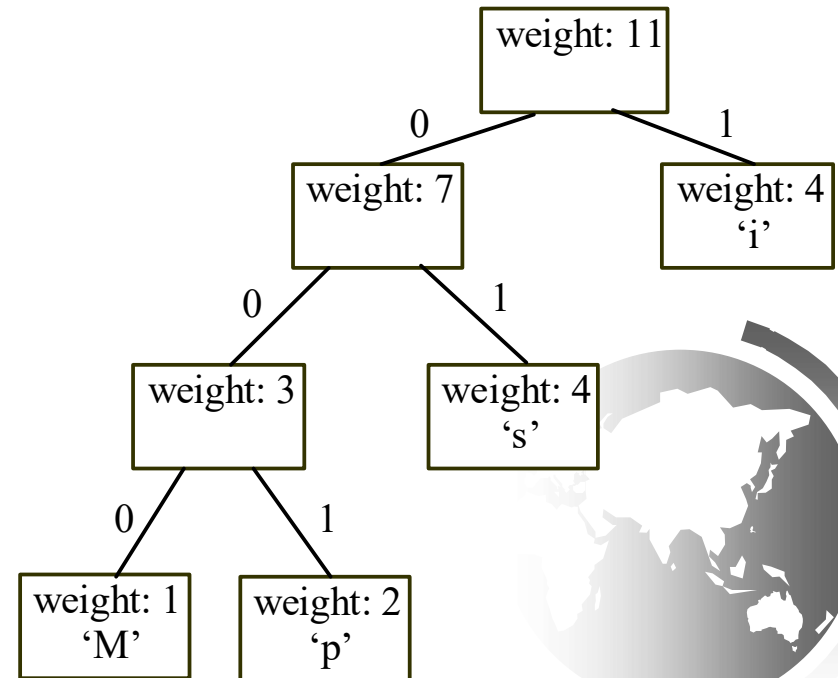 weight: 11
0
1
weight: 7
weight: 4
‘i’
0
1
weight: 3
weight: 4
‘s’
0
1
weight: 1
‘M’
weight: 2
‘p’